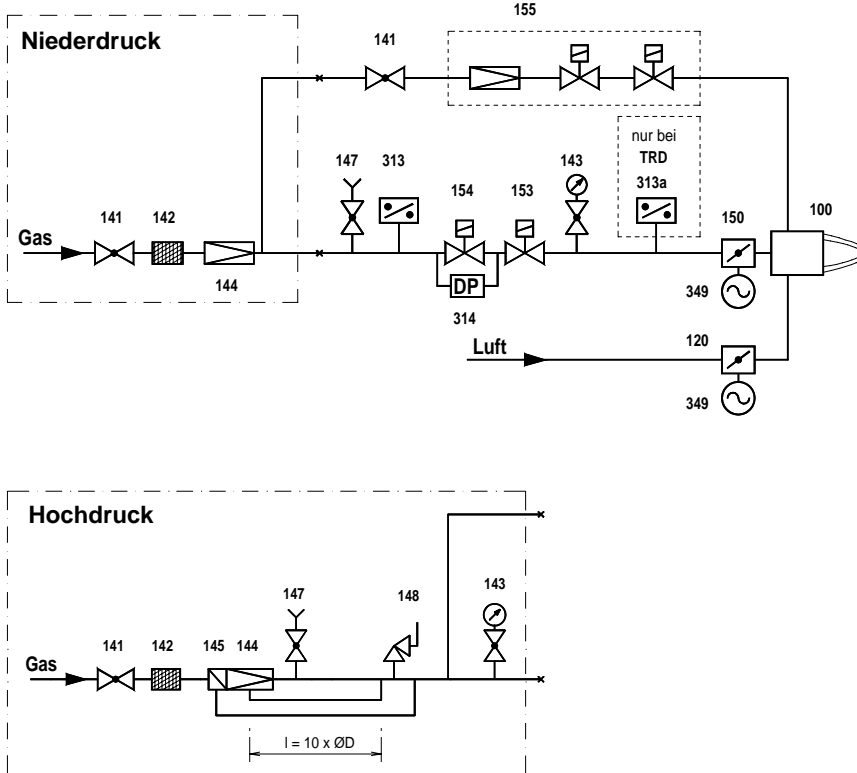 155
Niederdruck
141
nur bei
TRD
147
313
143
154
153
313a
100
141
142
150
Gas
DP
144
349
314
120
Luft
349
Hochdruck
147
148
143
141
142
145
144
Gas
l = 10 x ØD